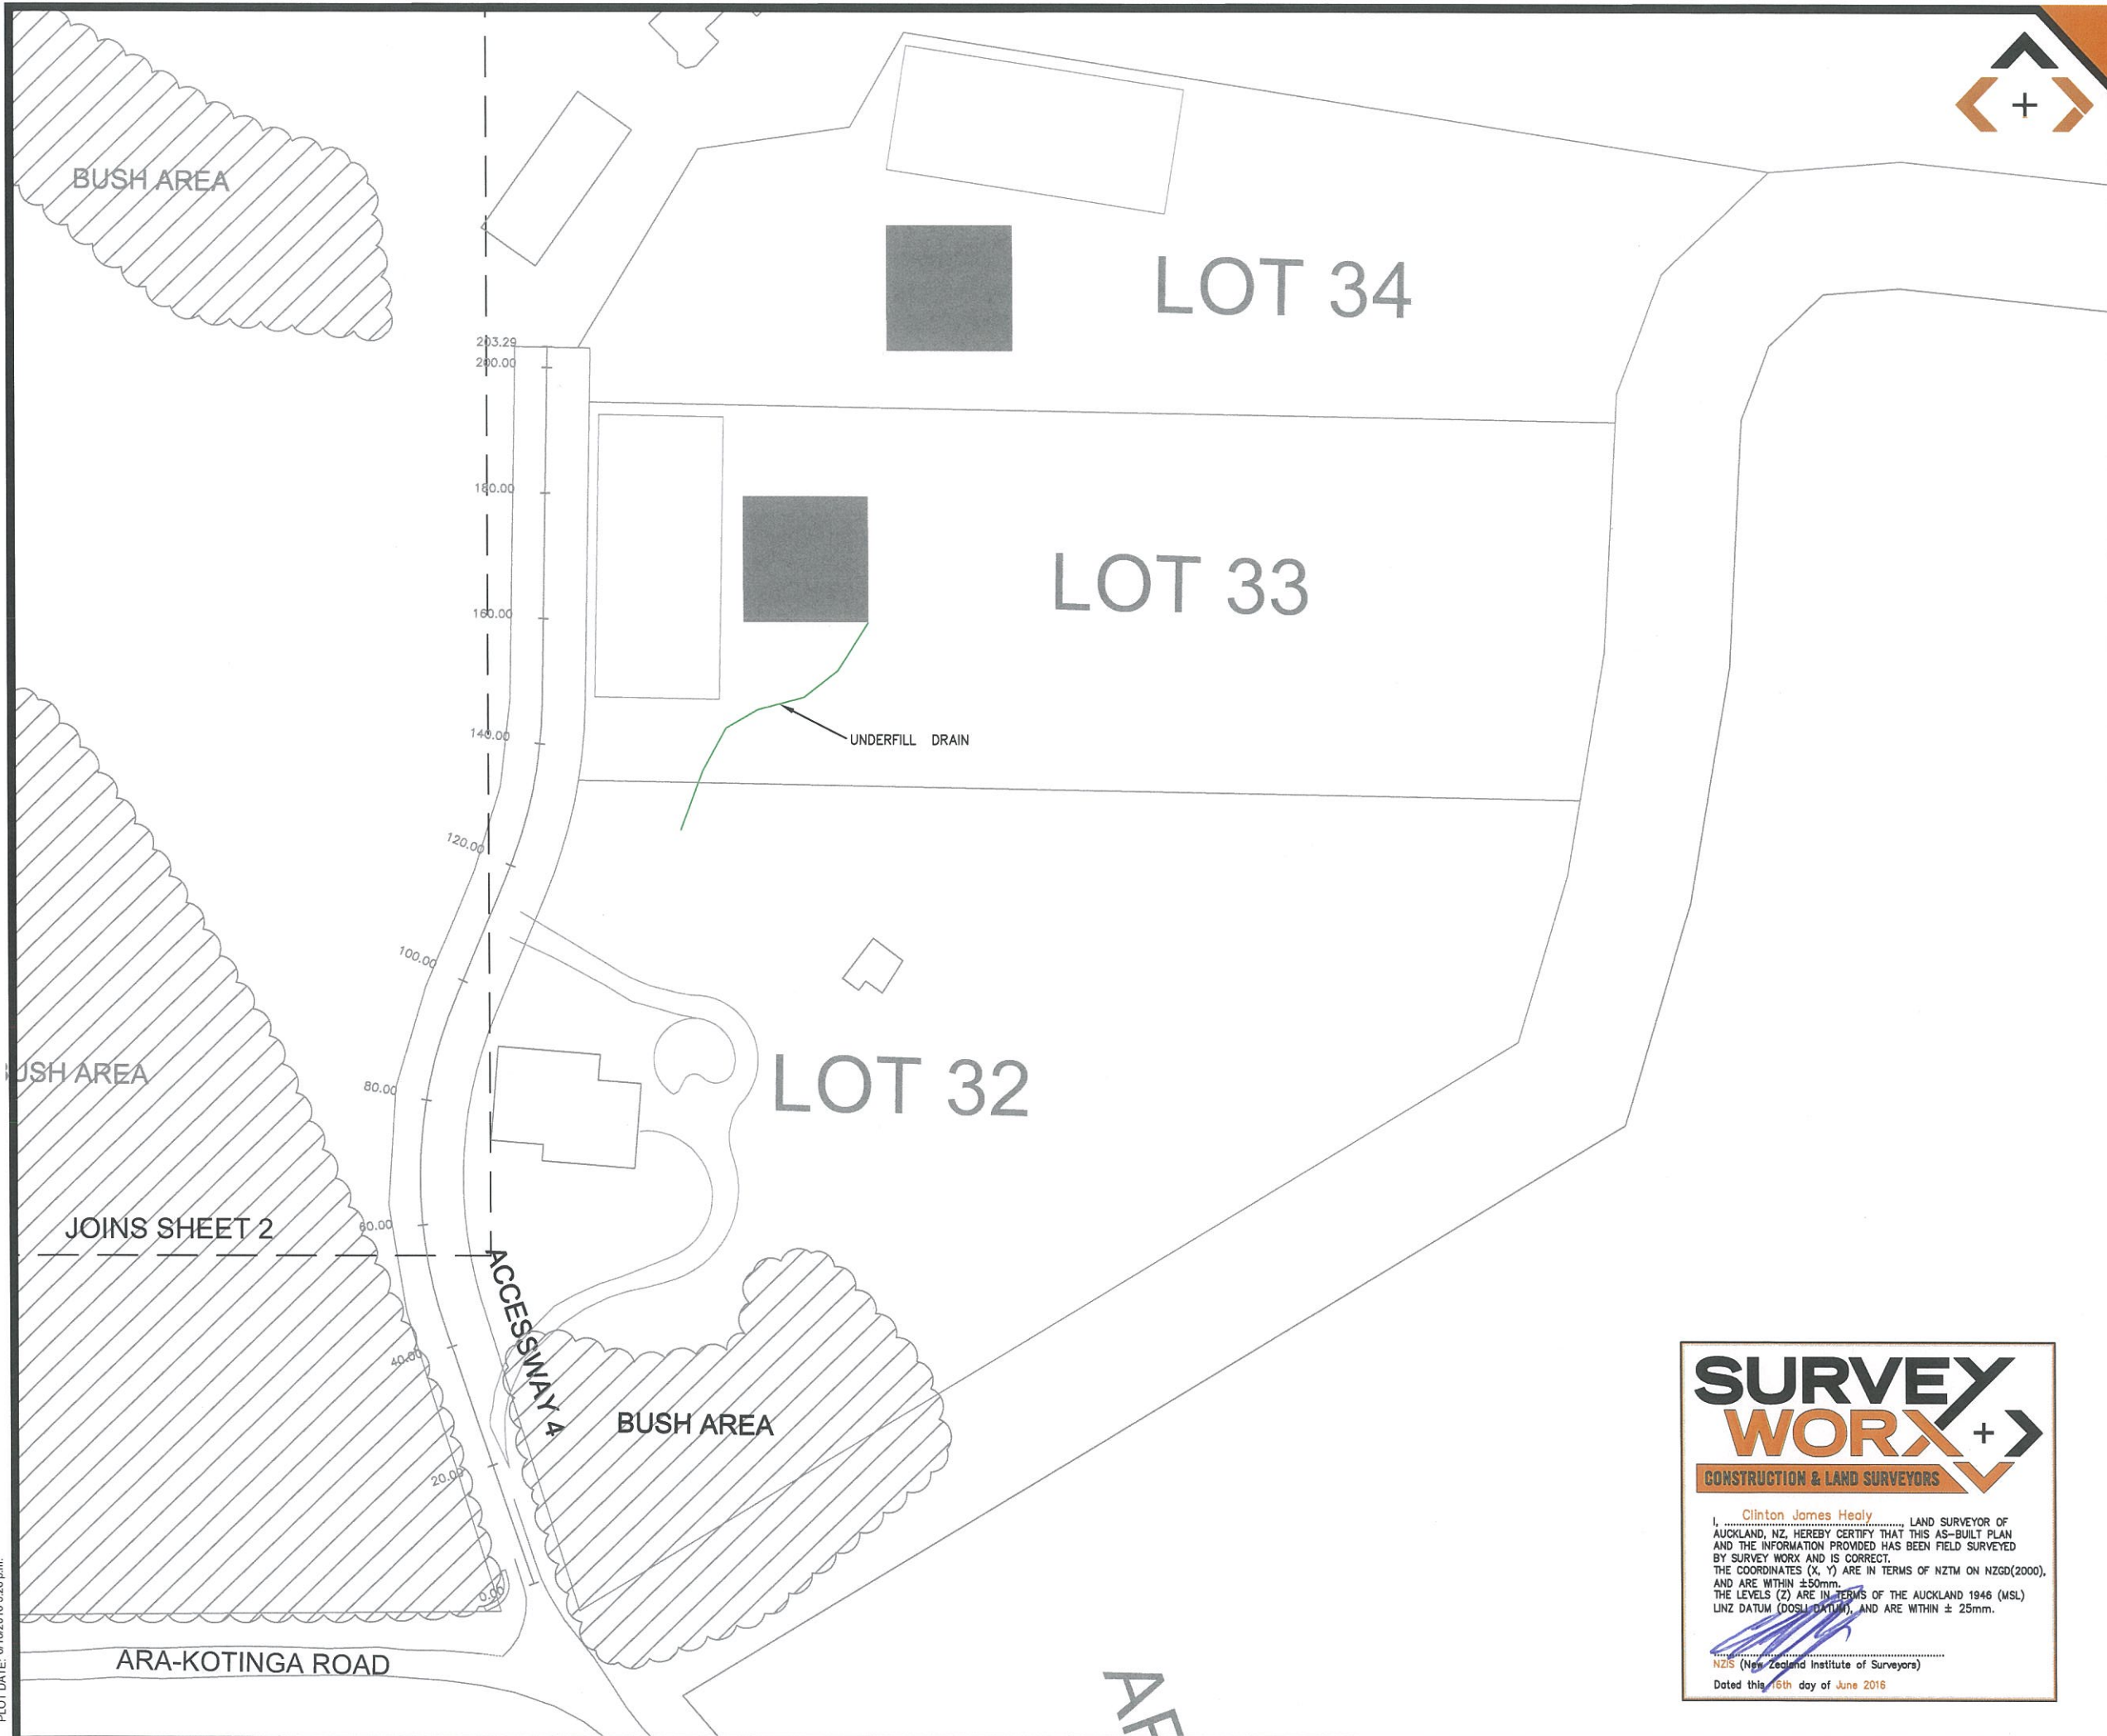 BUSH AREA
LOT 34
203.29
200.00
180.00
LOT 33
160.00
140.00
UNDERFILL DRAIN
120.00
100.00
USH AREA
80.00
LOT 32
JOINS SHEET 2
60.00
ACCESSWAY 4
40.00
BUSH AREA
20.00
0.00
ARA-KOTINGA ROAD
SURVEY
WORX
CONSTRUCTION & LAND SURVEYORS
I, Clinton James Healy, LAND SURVEYOR OF
AUCKLAND, NZ, HEREBY CERTIFY THAT THIS AS-BUILT PLAN
AND THE INFORMATION PROVIDED HAS BEEN FIELD SURVEYED
BY SURVEY WORX AND IS CORRECT.
THE COORDINATES (X, Y) ARE IN TERMS OF NZTM ON NZGD(2000),
AND ARE WITHIN ±50mm.
THE LEVELS (Z) ARE IN TERMS OF THE AUCKLAND 1946 (MSL)
LINZ DATUM (DOSLI DATUM), AND ARE WITHIN ± 25mm.
NZIS (New Zealand Institute of Surveyors)
Dated this 16th day of June 2016
PLOT DATE: